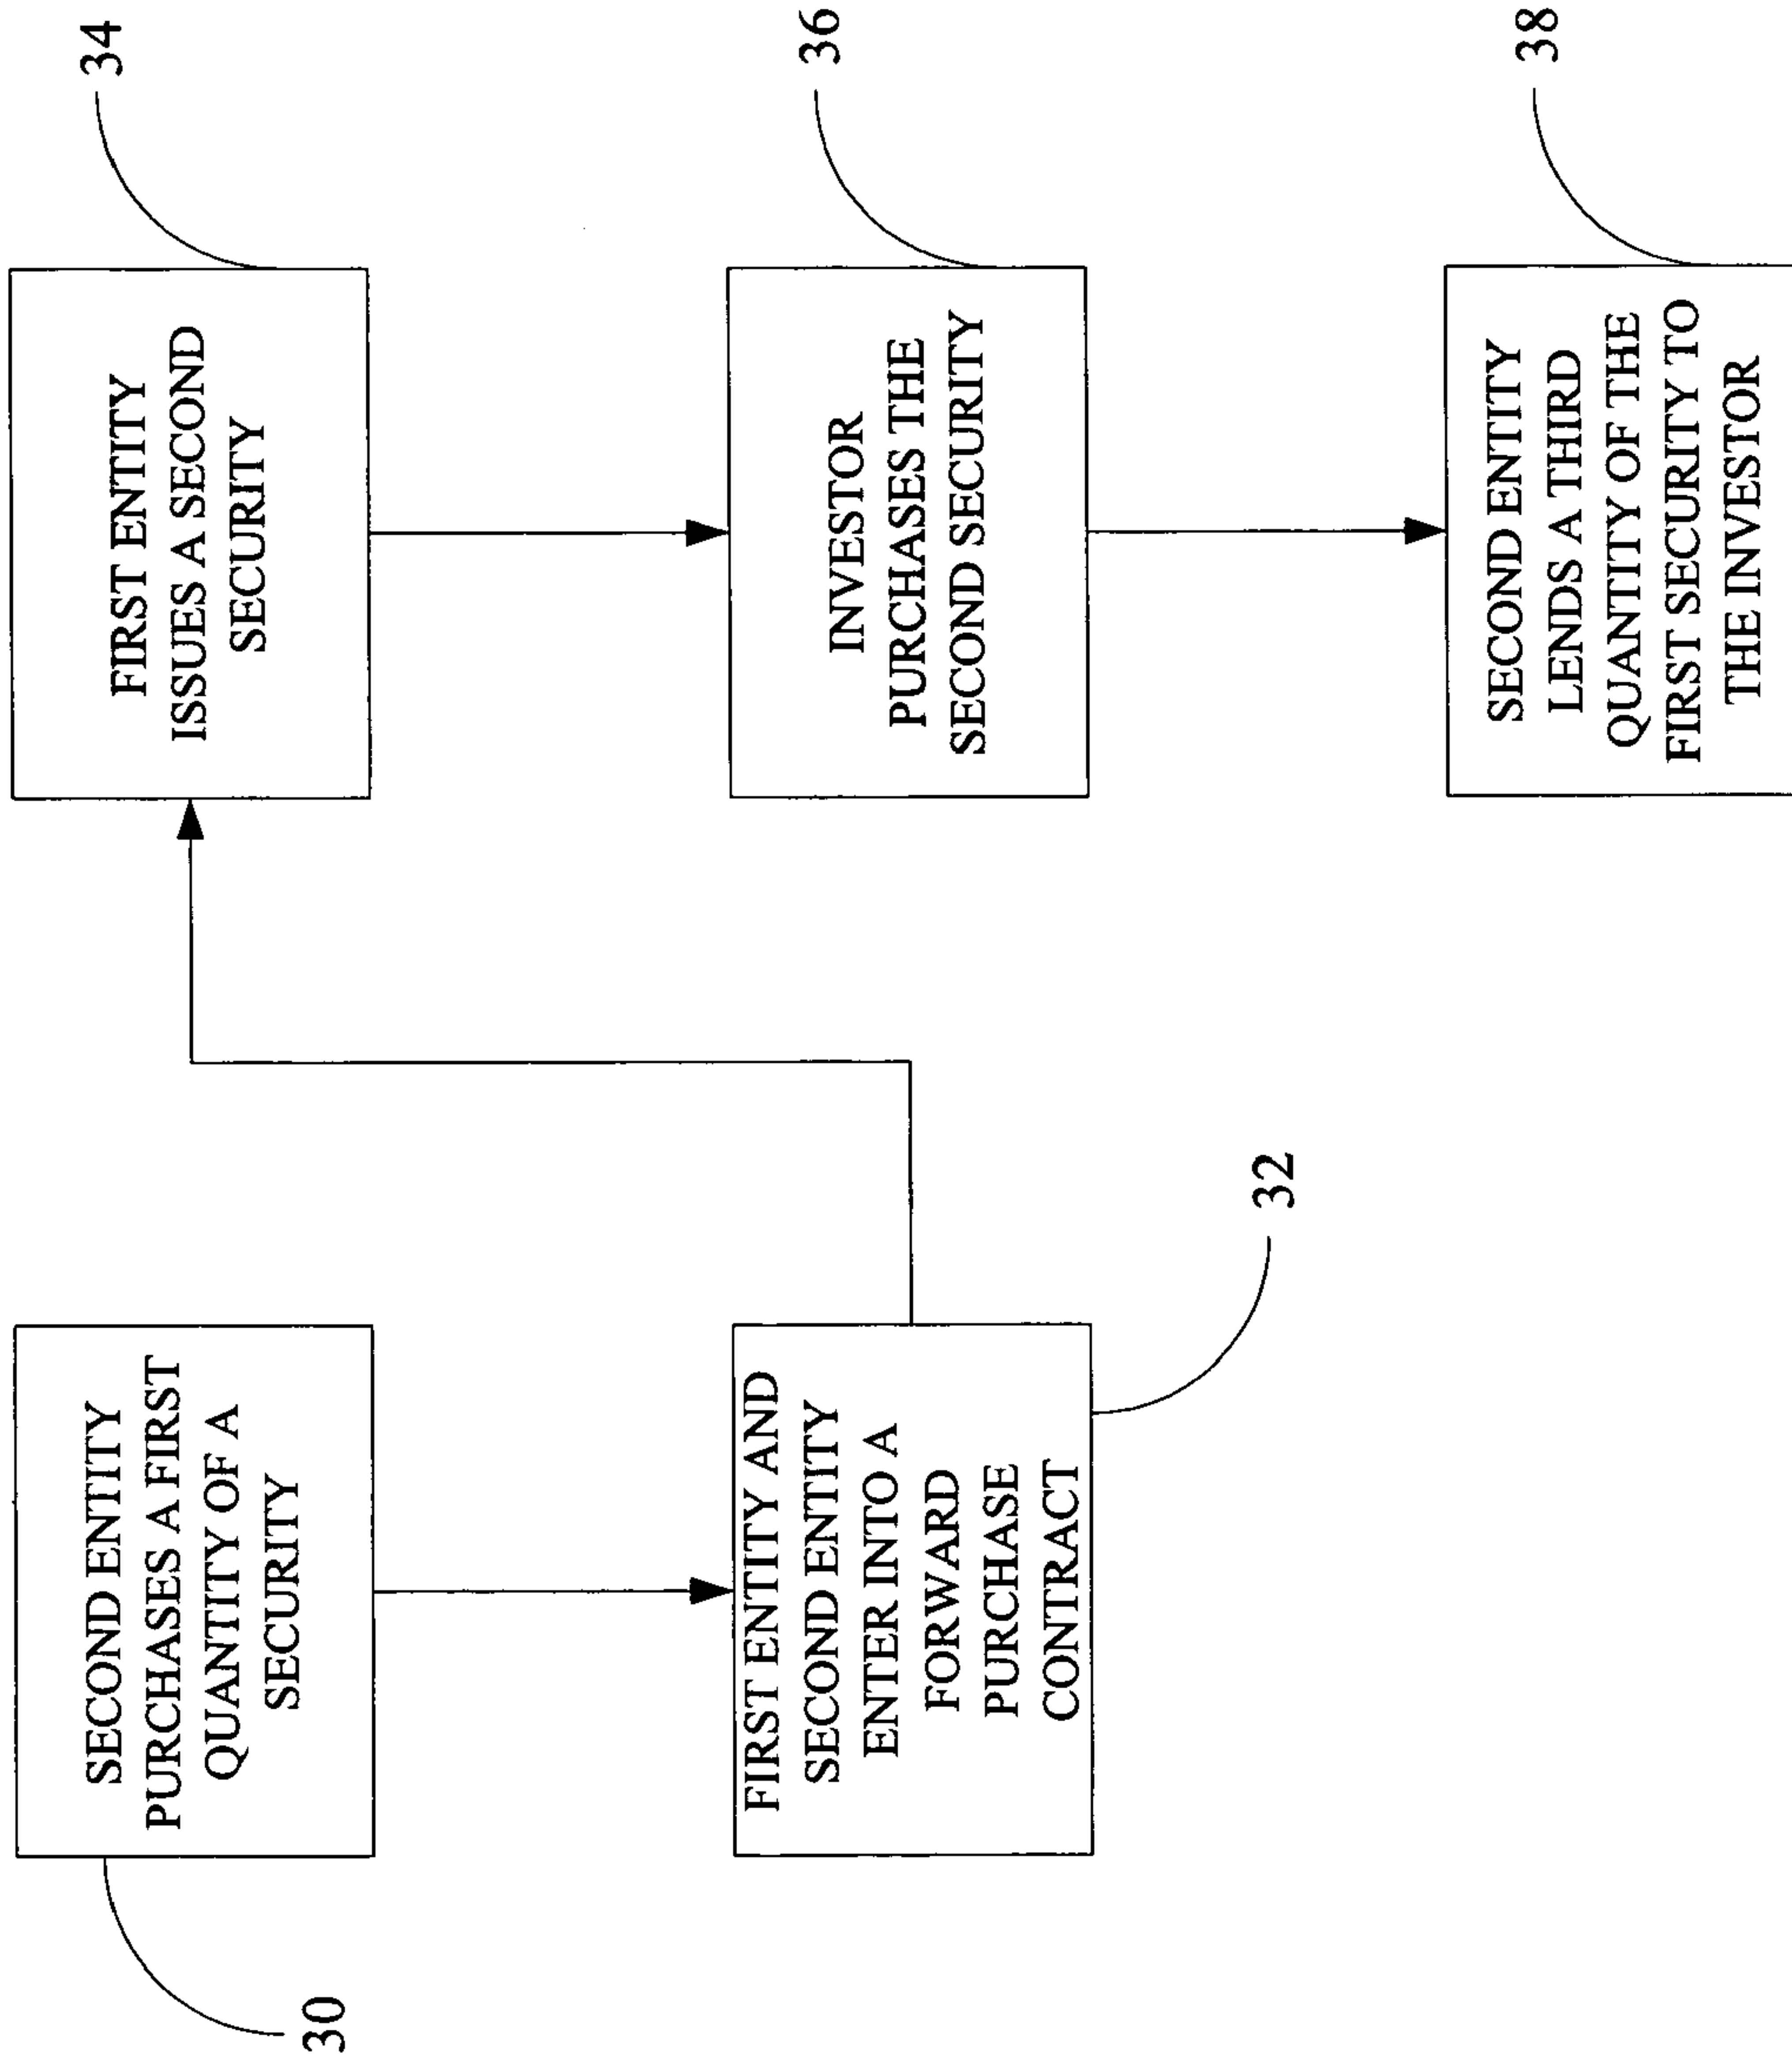 SECOND ENTITY
PURCHASES A FIRST
QUANTITY OF A
SECURITY
30
FIRST ENTITY AND
SECOND ENTITY
ENTER INTO A
FORWARD
PURCHASE
CONTRACT
32
FIRST ENTITY
ISSUES A SECOND
SECURITY
34
INVESTOR
PURCHASES THE
SECOND SECURITY
36
SECOND ENTITY
LENDS A THIRD
QUANTITY OF THE
FIRST SECURITY TO
THE INVESTOR
38